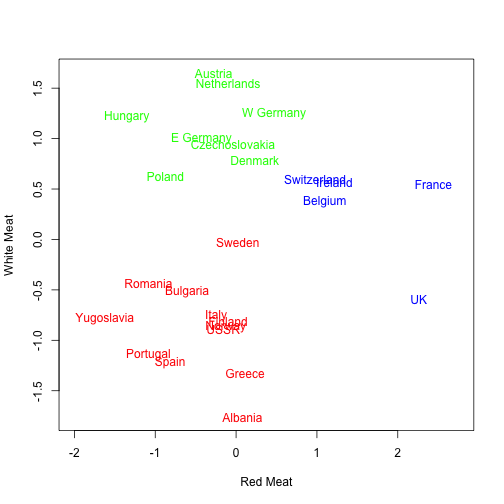 Austria
Netherlands
W Germany
Hungary
E Germany
Czechoslovakia
Denmark
Poland
Switzerland
Ireland
France
Belgium
Sweden
Romania
Bulgaria
UK
Italy
Yugoslavia
Finland
Norway
USSR
Portugal
Spain
Greece
Albania
1.5
1.0
0.5
0.0
-0.5
-1.0
-1.5
White Meat
-2 -1 0 1 2
Red Meat